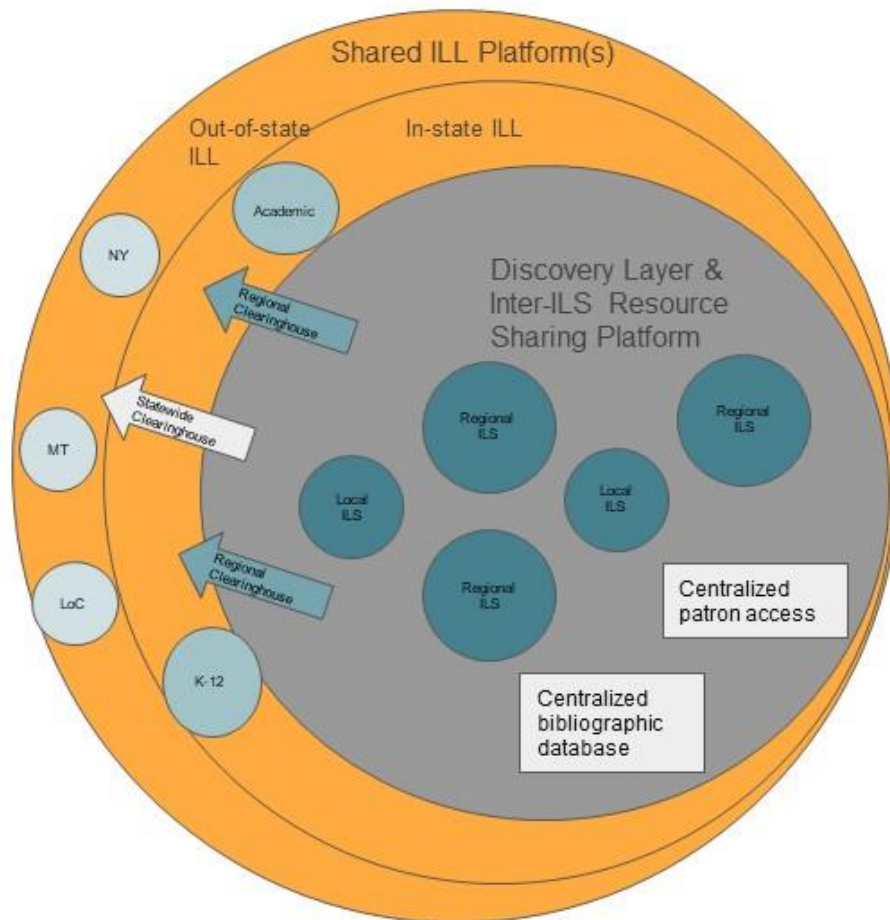 Shared ILL Platform(s)
Out-of-state
ILL
In-state ILL
Academic
NY
Regional
Clearinghouse
Discovery Layer &
Inter-ILS Resource
Sharing Platform
Statewide
Clearinghouse
MT
Regional
ILS
Regional
ILS
Local
ILS
Local
ILS
Regional
Clearinghouse
Regional
ILS
LoC
K-12
Centralized
patron access
Centralized
bibliographic
database